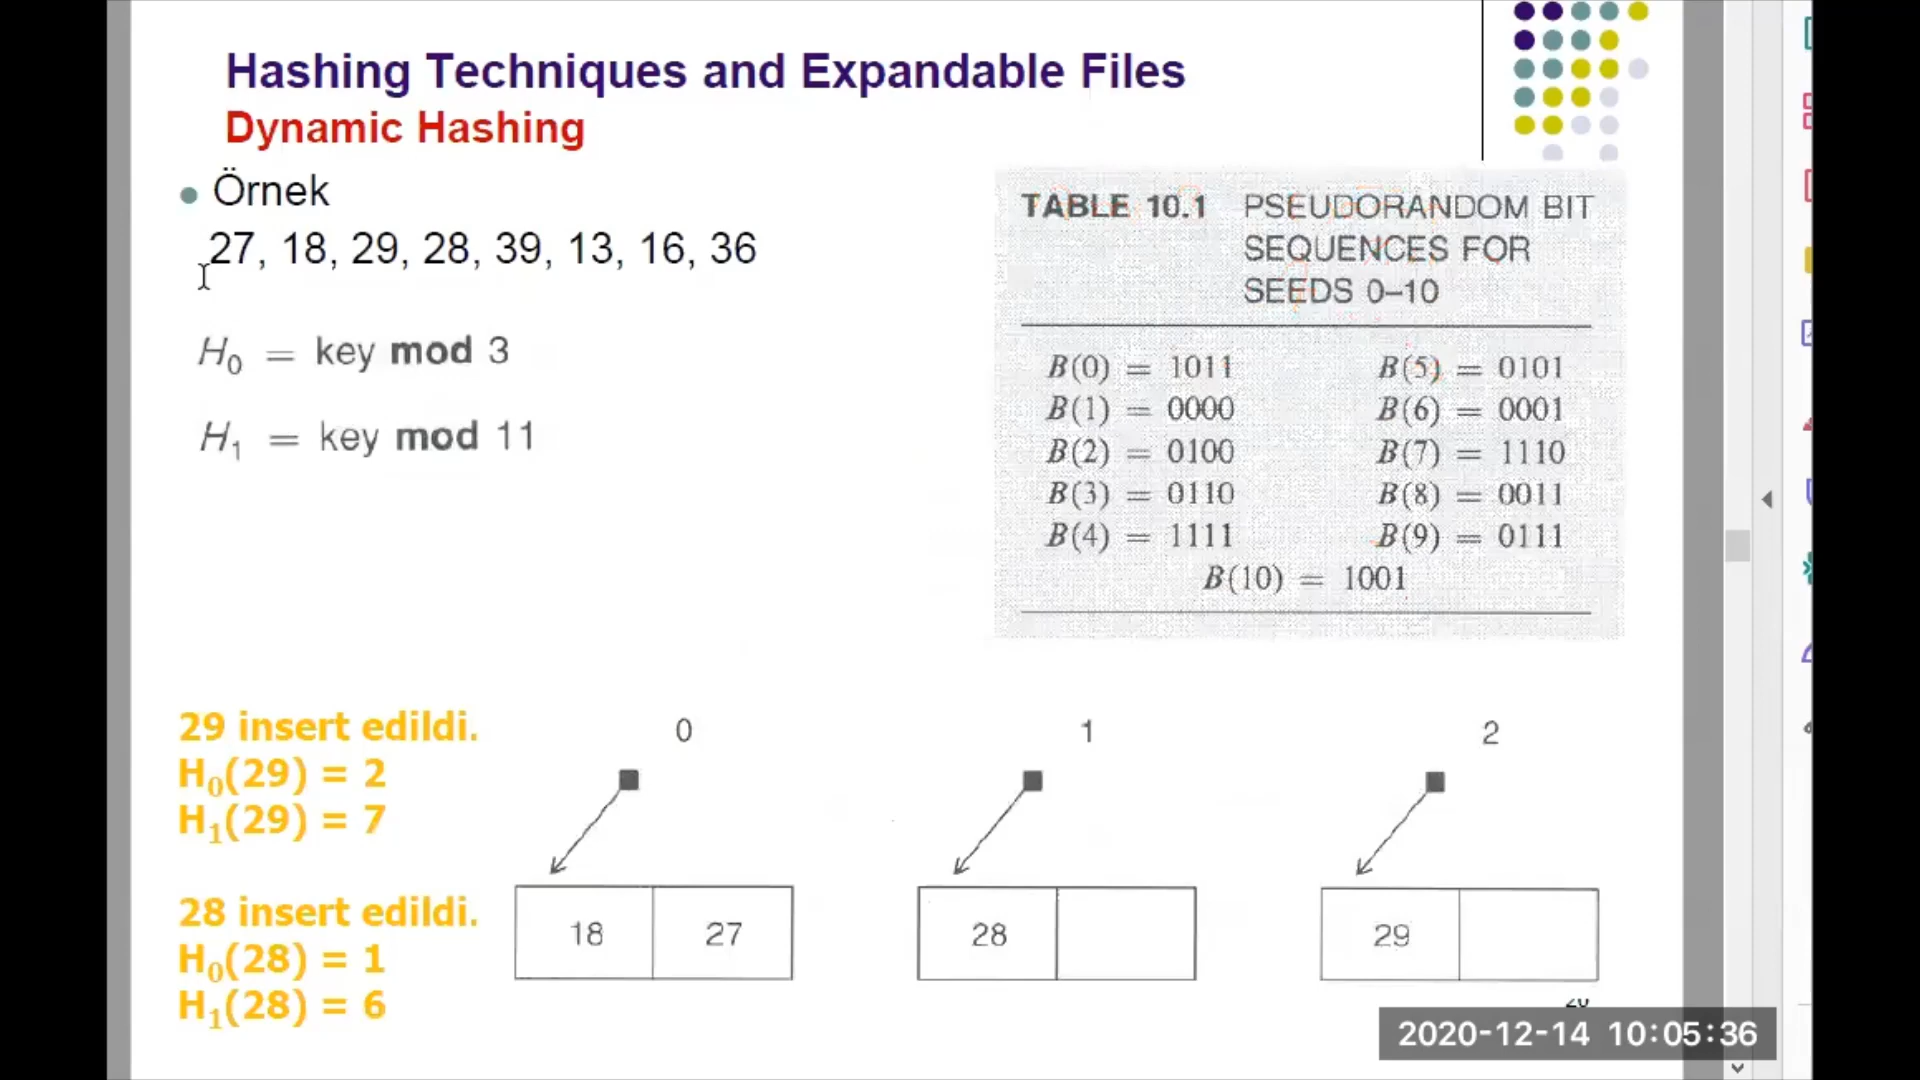 Hashing Techniques and Expandable Files
Dynamic Hashing
Örnek
27, 18, 29, 28, 39, 13, 16, 36
H0 = key mod 3
H1 = key mod 11
TABLE 10.1 PSEUDORANDOM BIT
SEQUENCES FOR
SEEDS 0–10
B(0) = 1011 B(5) = 0101
B(1) = 0000 B(6) = 0001
B(2) = 0100 B(7) = 1110
B(3) = 0110 B(8) = 0011
B(4) = 1111 B(9) = 0111
B(10) = 1001
29 insert edildi.
H0(29) = 2
H1(29) = 7
28 insert edildi.
H0(28) = 1
H1(28) = 6
0 1 2
18 27 28 29
2020-12-14 10:05:36